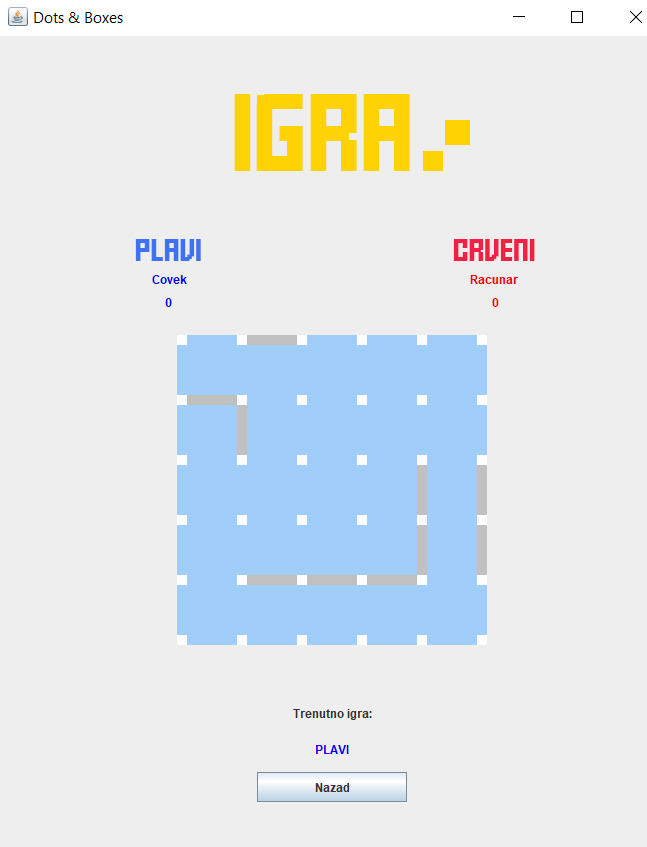 Dots & Boxes
IGRA
PLAVI
CRVENI
Covek
Racunar
0
0
Trenutno igra:
PLAVI
Nazad